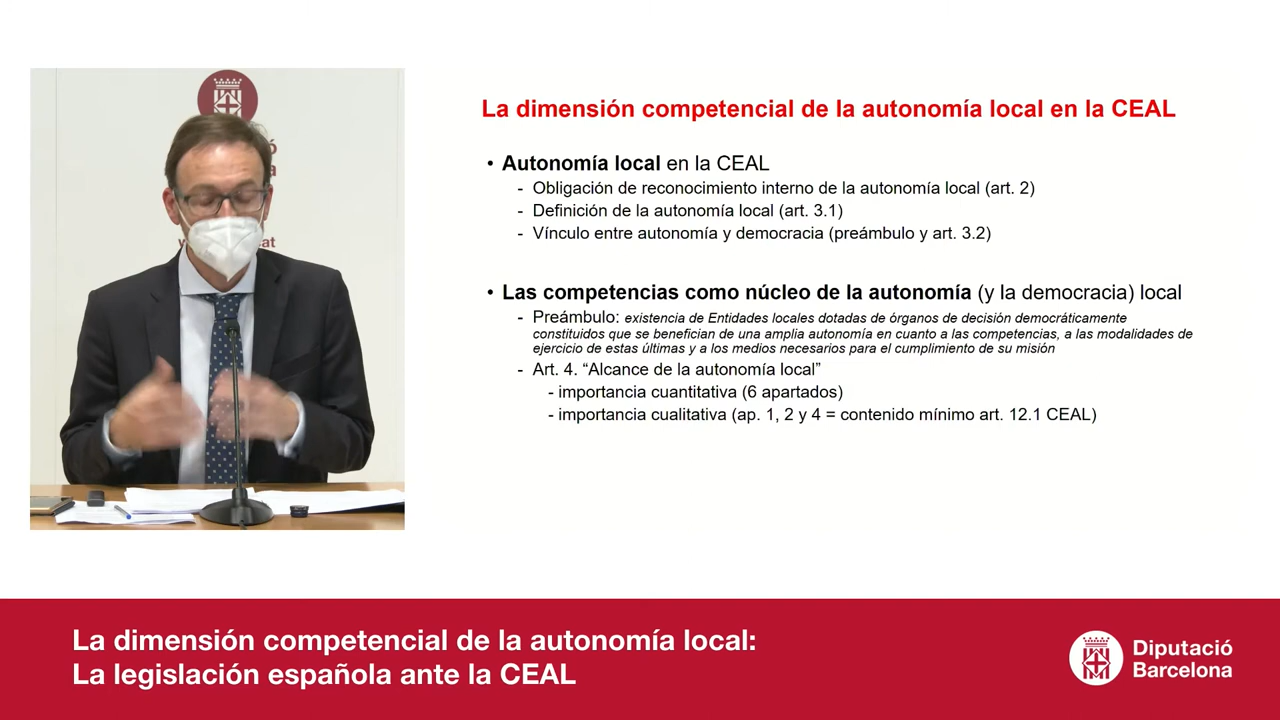 La dimensión competencial de la autonomía local en la CEAL
• Autonomía local en la CEAL
- Obligación de reconocimiento interno de la autonomía local (art. 2)
- Definición de la autonomía local (art. 3.1)
- Vínculo entre autonomía y democracia (preámbulo y art. 3.2)
• Las competencias como núcleo de la autonomía (y la democracia) local
- Preámbulo: existencia de Entidades locales dotadas de órganos de decisión democráticamente
constituidos que se benefician de una amplia autonomía en cuanto a las competencias, a las modalidades de
ejercicio de estas últimas y a los medios necesarios para el cumplimiento de su misión
- Art. 4. “Alcance de la autonomía local”
- importancia cuantitativa (6 apartados)
- importancia cualitativa (ap. 1, 2 y 4 = contenido mínimo art. 12.1 CEAL)
La dimensión competencial de la autonomía local:
La legislación española ante la CEAL
Diputació
Barcelona